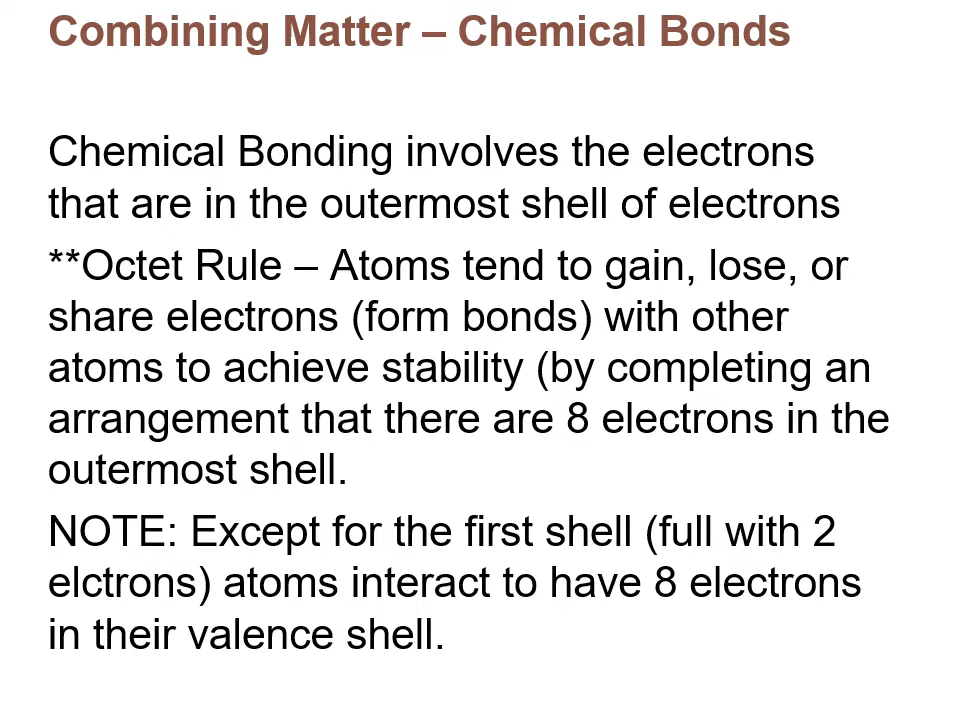 Combining Matter – Chemical Bonds
Chemical Bonding involves the electrons
that are in the outermost shell of electrons
**Octet Rule – Atoms tend to gain, lose, or
share electrons (form bonds) with other
atoms to achieve stability (by completing an
arrangement that there are 8 electrons in the
outermost shell.
NOTE: Except for the first shell (full with 2
elctrons) atoms interact to have 8 electrons
in their valence shell.